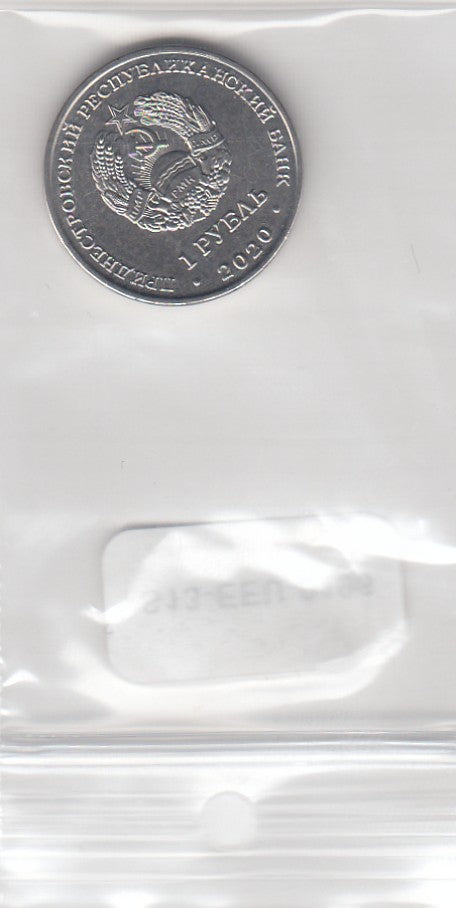 ПРИДНЕСТРОВСКИЙ РЕСПУБЛИКАНСКИЙ БАНК
1 РУБЛЬ
· 2020 ·